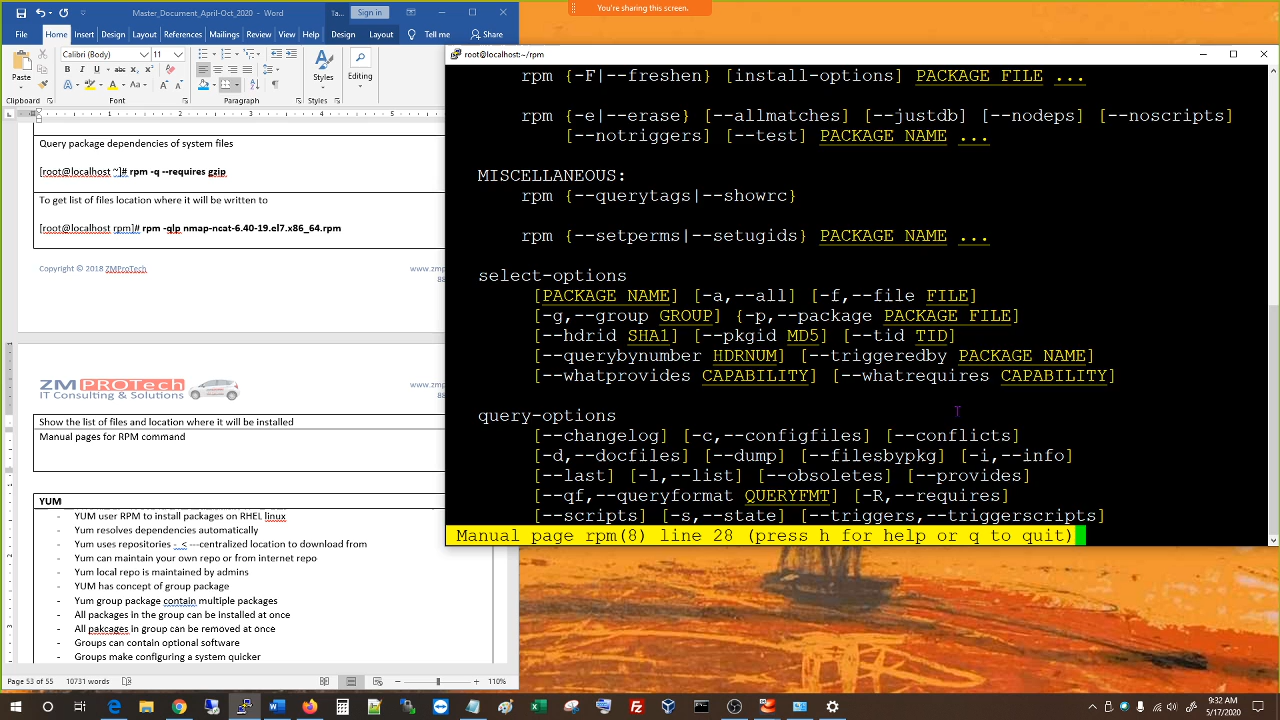 You're sharing this screen.
Master_Document_April-Oct_2020 - Word
Ta...
Sign in
File Home Insert Draw Design Layout References Mailings Review View Help Design Layout Tell me Share
Calibri (Body) 11
Paste
Styles
Editing
Clipboard
Font
Paragraph
Styles
Query package dependencies of system files
[root@localhost ~]# rpm -q --requires gzip
To get list of files location where it will be written to
[root@localhost rpm]# rpm -qlp nmap-ncat-6.40-19.el7.x86_64.rpm
Copyright © 2018 ZMProTech
www.zmp
88
ZMPROTech
IT Consulting & Solutions
www.zmp
88
Show the list of files and location where it will be installed
Manual pages for RPM command
YUM
- YUM user RPM to install packages on RHEL linux
- Yum resolves dependencies automatically
- Yum uses repositories -_< ---centralized location to download from
- Yum can maintain your own repo or from internet repo
- Yum local repo is maintained by admins
- YUM has concept of group package
- Yum group package contain multiple packages
- All packages in the group can be installed at once
- All pakcages in group can be removed at once
- Groups can contain optional software
- Groups make configuring a system quicker
Page 53 of 55 10731 words
110%
root@localhost:~/rpm
rpm {-F|--freshen} [install-options] PACKAGE_FILE ...
rpm {-e|--erase} [--allmatches] [--justdb] [--nodeps] [--noscripts]
[--notriggers] [--test] PACKAGE_NAME ...
MISCELLANEOUS:
rpm {--querytags|--showrc}
rpm {--setperms|--setugids} PACKAGE_NAME ...
select-options
[PACKAGE_NAME] [-a,--all] [-f,--file FILE]
[-g,--group GROUP] {-p,--package PACKAGE_FILE]
[--hdrid SHA1] [--pkgid MD5] [--tid TID]
[--querybynumber HDRNUM] [--triggeredby PACKAGE_NAME]
[--whatprovides CAPABILITY] [--whatrequires CAPABILITY]
query-options
[--changelog] [-c,--configfiles] [--conflicts]
[-d,--docfiles] [--dump] [--filesbypkg] [-i,--info]
[--last] [-l,--list] [--obsoletes] [--provides]
[--qf,--queryformat QUERYFMT] [-R,--requires]
[--scripts] [-s,--state] [--triggers,--triggerscripts]
Manual page rpm(8) line 28 (press h for help or q to quit)
9:32 AM
5/17/2020